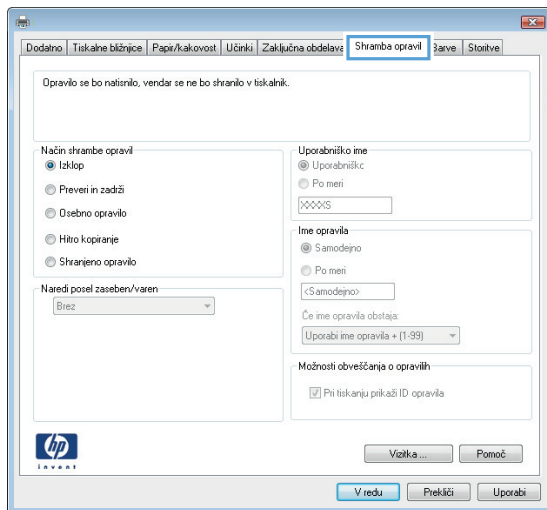 Dodatno Tiskalne bližnjice Papir/kakovost Učinki Zaključna obdelava Shramba opravil Barve Storitve
Opravilo se bo natisnilo, vendar se ne bo shranilo v tiskalnik.
Način shrambe opravil
Izklop
Preveri in zadrži
Osebno opravilo
Hitro kopiranje
Shranjeno opravilo
Naredi posel zaseben/varen
Brez
Uporabniško ime
Uporabniškc
Po meri
XXXXS
Ime opravila
Samodejno
Po meri
<Samodejno>
Če ime opravila obstaja:
Uporabi ime opravila + (1-99)
Možnosti obveščanja o opravilih
Pri tiskanju prikaži ID opravila
hp
invent
Vizitka ... Pomoč
V redu Prekliči Uporabi